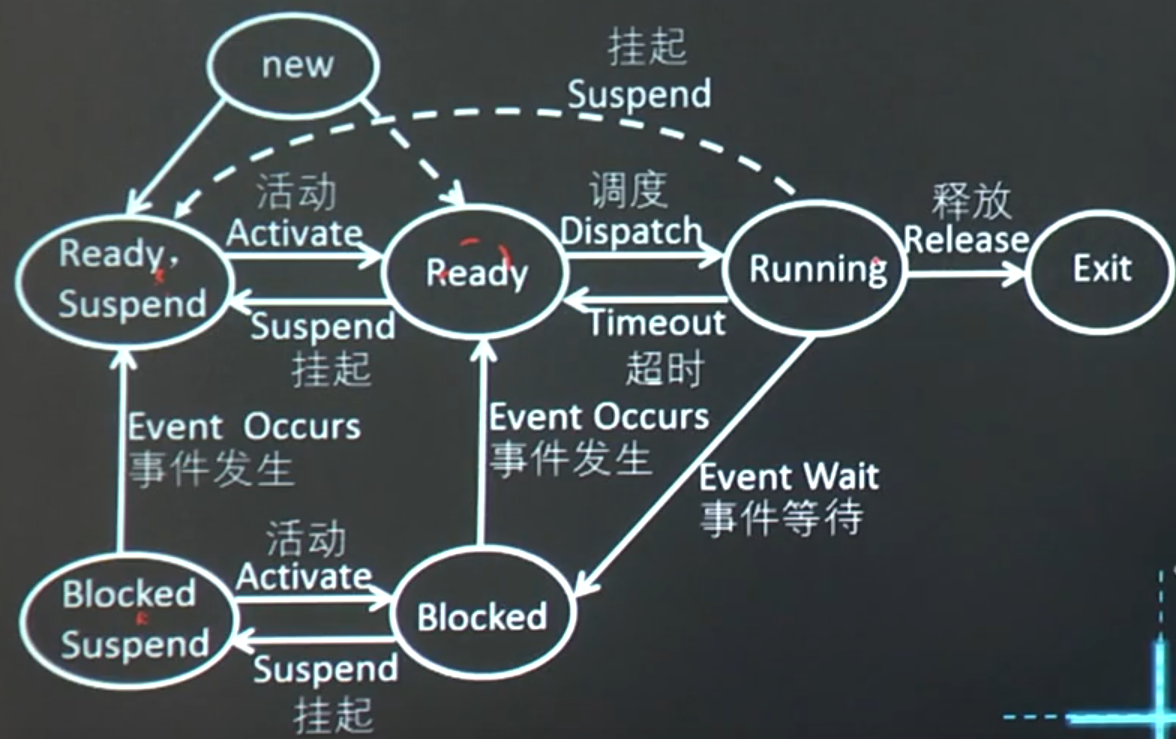 new
挂起
Suspend
活动
Activate
调度
Dispatch
释放
Release
Ready,
Suspend
Ready
Running
Exit
Suspend
挂起
Timeout
超时
Event Occurs
事件发生
Event Occurs
事件发生
Event Wait
事件等待
活动
Activate
Blocked
Suspend
Blocked
Suspend
挂起